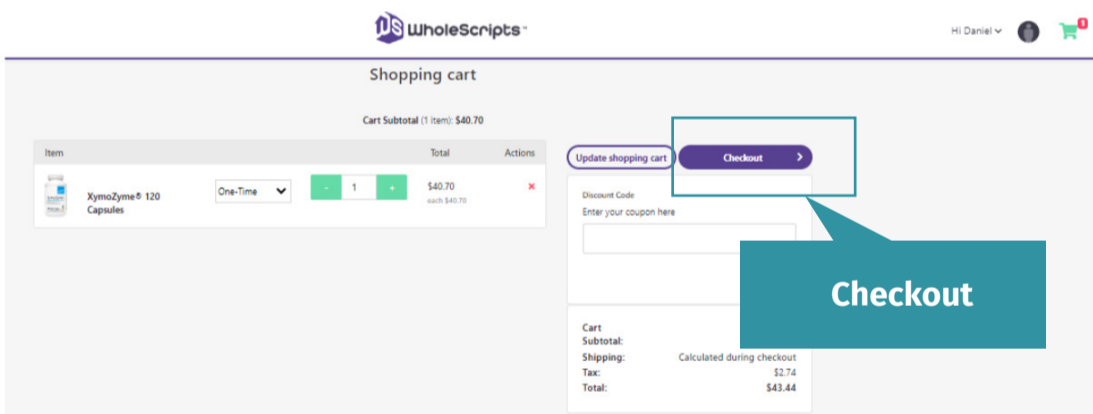 WholeScripts™
Hi Daniel
1
Shopping cart
Cart Subtotal (1 item): $40.70
Item Total Actions
XymoZyme® 120
Capsules
One-Time
- 1 +
$40.70
each $40.70
×
Update shopping cart
Checkout
Discount Code
Enter your coupon here
Checkout
Cart
Subtotal:
Shipping: Calculated during checkout
Tax: $2.74
Total: $43.44